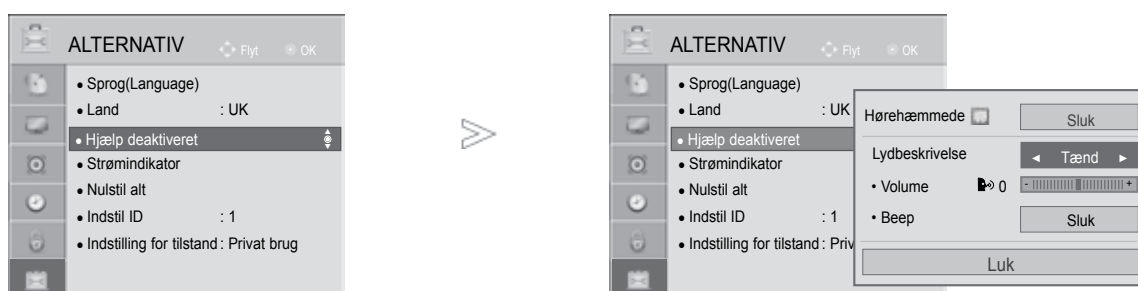 ALTERNATIV
Flyt
OK
• Sprog(Language)
• Land : UK
• Hjælp deaktiveret
• Strømindikator
• Nulstil alt
• Indstil ID : 1
• Indstilling for tilstand : Privat brug
ALTERNATIV
Flyt
OK
• Sprog(Language)
• Land : UK
• Hjælp deaktiveret
• Strømindikator
• Nulstil alt
• Indstil ID : 1
• Indstilling for tilstand : Priv
Hørehæmmede Sluk
Lydbeskrivelse ◄ Tænd ►
• Volume 0 - +
• Beep Sluk
Luk